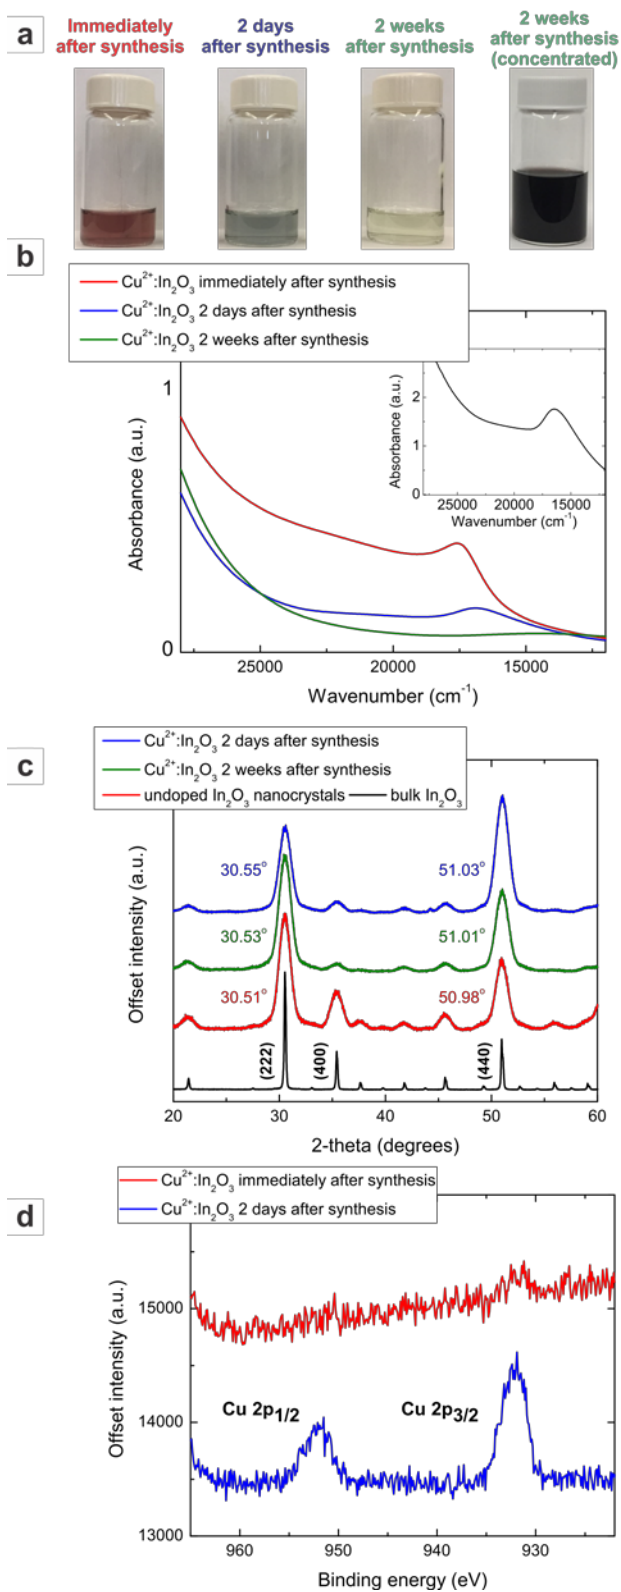 a
Immediately
after synthesis
2 days
after synthesis
2 weeks
after synthesis
2 weeks
after synthesis
(concentrated)
b
Cu²⁺:In₂O₃ immediately after synthesis
Cu²⁺:In₂O₃ 2 days after synthesis
Cu²⁺:In₂O₃ 2 weeks after synthesis
Absorbance (a.u.)
1
0
25000 20000 15000
Wavenumber (cm⁻¹)
Absorbance (a.u.)
3
2
1
0
25000 20000 15000
Wavenumber (cm⁻¹)
c
Cu²⁺:In₂O₃ 2 days after synthesis
Cu²⁺:In₂O₃ 2 weeks after synthesis
undoped In₂O₃ nanocrystals bulk In₂O₃
Offset intensity (a.u.)
30.55° 51.03°
30.53° 51.01°
30.51° 50.98°
(222) (400) (440)
20 30 40 50 60
2-theta (degrees)
d
Cu²⁺:In₂O₃ immediately after synthesis
Cu²⁺:In₂O₃ 2 days after synthesis
Offset intensity (a.u.)
15000
14000
13000
Cu 2p1/2 Cu 2p3/2
960 950 940 930
Binding energy (eV)